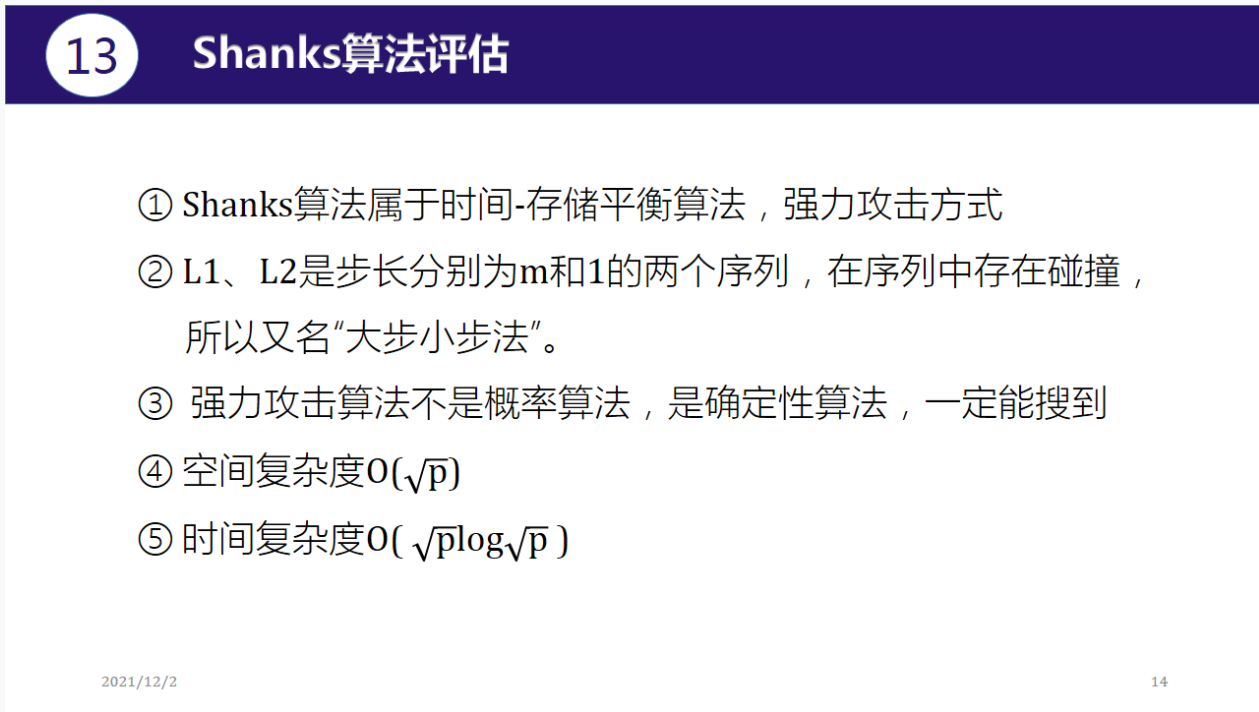 13
Shanks算法评估
① Shanks算法属于时间-存储平衡算法，强力攻击方式
② L1、L2是步长分别为m和1的两个序列，在序列中存在碰撞，
所以又名“大步小步法”。
③ 强力攻击算法不是概率算法，是确定性算法，一定能搜到
④ 空间复杂度O(√p)
⑤ 时间复杂度O( √plog√p )
2021/12/2
14